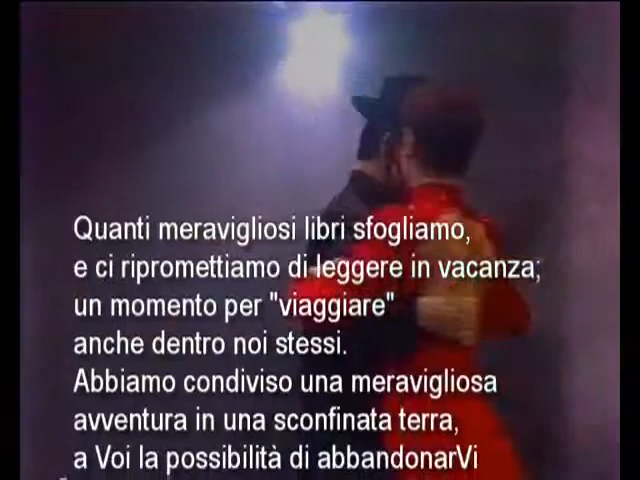 Quanti meravigliosi libri sfogliamo,
e ci ripromettiamo di leggere in vacanza;
un momento per "viaggiare"
anche dentro noi stessi.
Abbiamo condiviso una meravigliosa
avventura in una sconfinata terra,
a Voi la possibilità di abbandonarVi